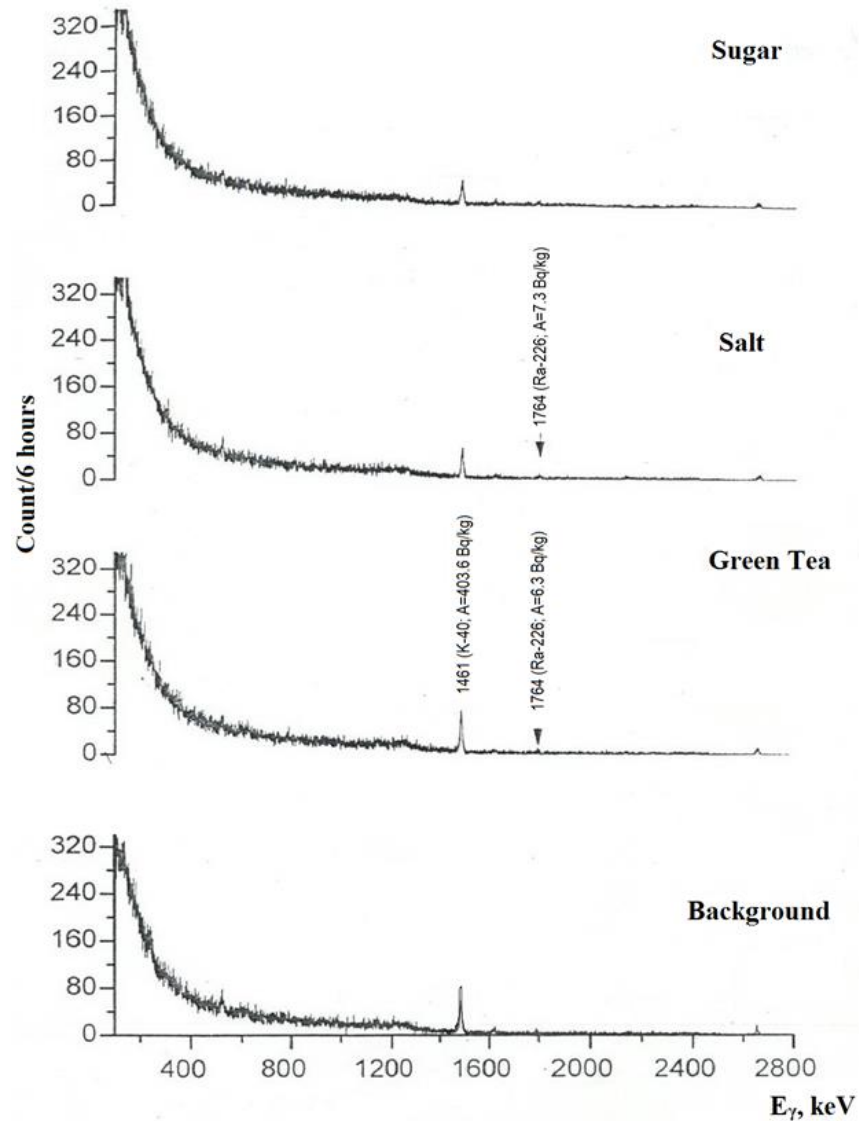 Sugar
320
240
160
80
0
Salt
320
240
160
80
0
1764 (Ra-226; A=7.3 Bq/kg)
Count/6 hours
Green Tea
320
240
160
80
0
1461 (K-40; A=403.6 Bq/kg)
1764 (Ra-226; A=6.3 Bq/kg)
Background
320
240
160
80
0
400 800 1200 1600 2000 2400 2800
Eγ, keV